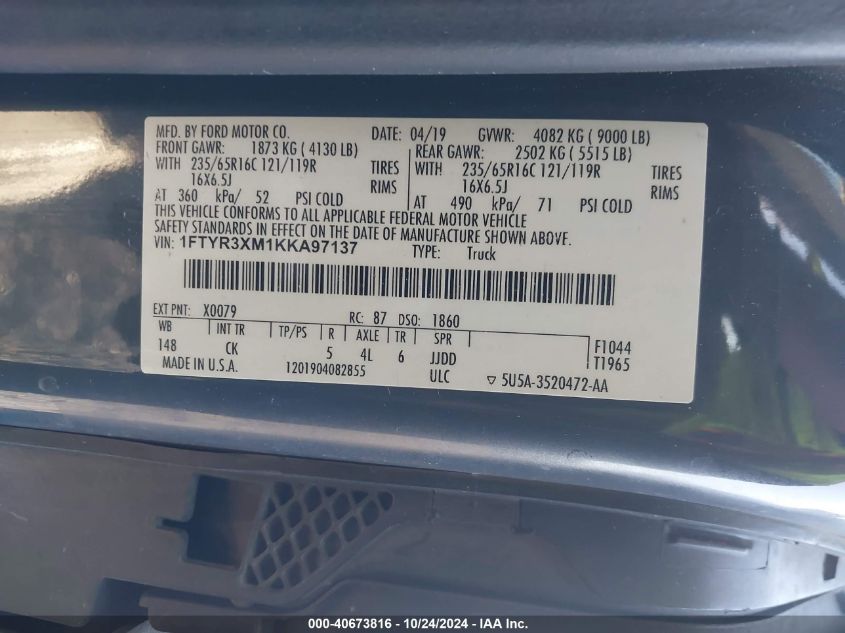 MFD. BY FORD MOTOR CO. DATE: 04/19 GVWR: 4082 KG ( 9000 LB)
FRONT GAWR: 1873 KG ( 4130 LB) REAR GAWR: 2502 KG ( 5515 LB)
WITH 235/65R16C 121/119R TIRES WITH 235/65R16C 121/119R TIRES
16X6.5J RIMS 16X6.5J RIMS
AT 360 kPa/ 52 PSI COLD AT 490 kPa/ 71 PSI COLD
THIS VEHICLE CONFORMS TO ALL APPLICABLE FEDERAL MOTOR VEHICLE
SAFETY STANDARDS IN EFFECT ON THE DATE OF MANUFACTURE SHOWN ABOVE.
VIN: 1FTYR3XM1KKA97137 TYPE: Truck
EXT PNT: X0079 RC: 87 DSO: 1860
WB INT TR TP/PS R AXLE TR SPR F1044
148 CK 5 4L 6 JJDD T1965
MADE IN U.S.A. 1201904082855 ULC ▽ 5U5A-3520472-AA
000-40673816 - 10/24/2024 - IAA Inc.